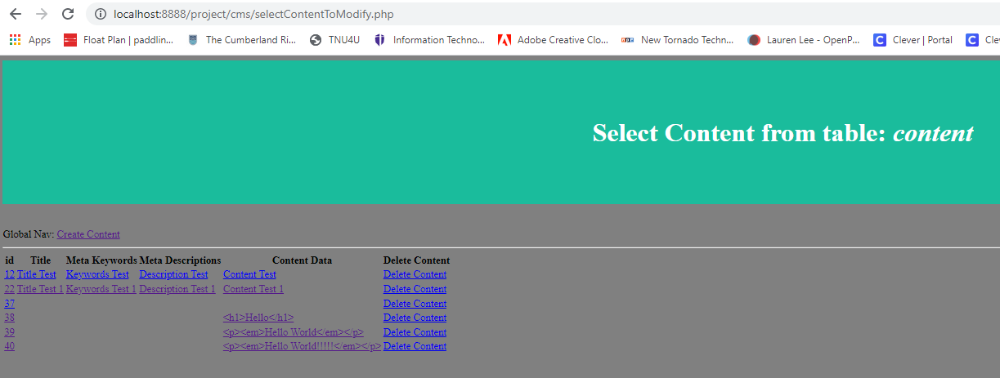 localhost:8888/project/cms/selectContentToModify.php
Apps Float Plan | paddlin... The Cumberland Ri... TNU4U Information Techno... Adobe Creative Clo... New Tornado Techn... Lauren Lee - OpenP... Clever | Portal Cle
Select Content from table: content
Global Nav: Create Content
id Title Meta Keywords Meta Descriptions Content Data Delete Content
12 Title Test Keywords Test Description Test Content Test Delete Content
22 Title Test 1 Keywords Test 1 Description Test 1 Content Test 1 Delete Content
37 Delete Content
38 <h1>Hello</h1> Delete Content
39 <p><em>Hello World</em></p> Delete Content
40 <p><em>Hello World!!!!!</em></p> Delete Content